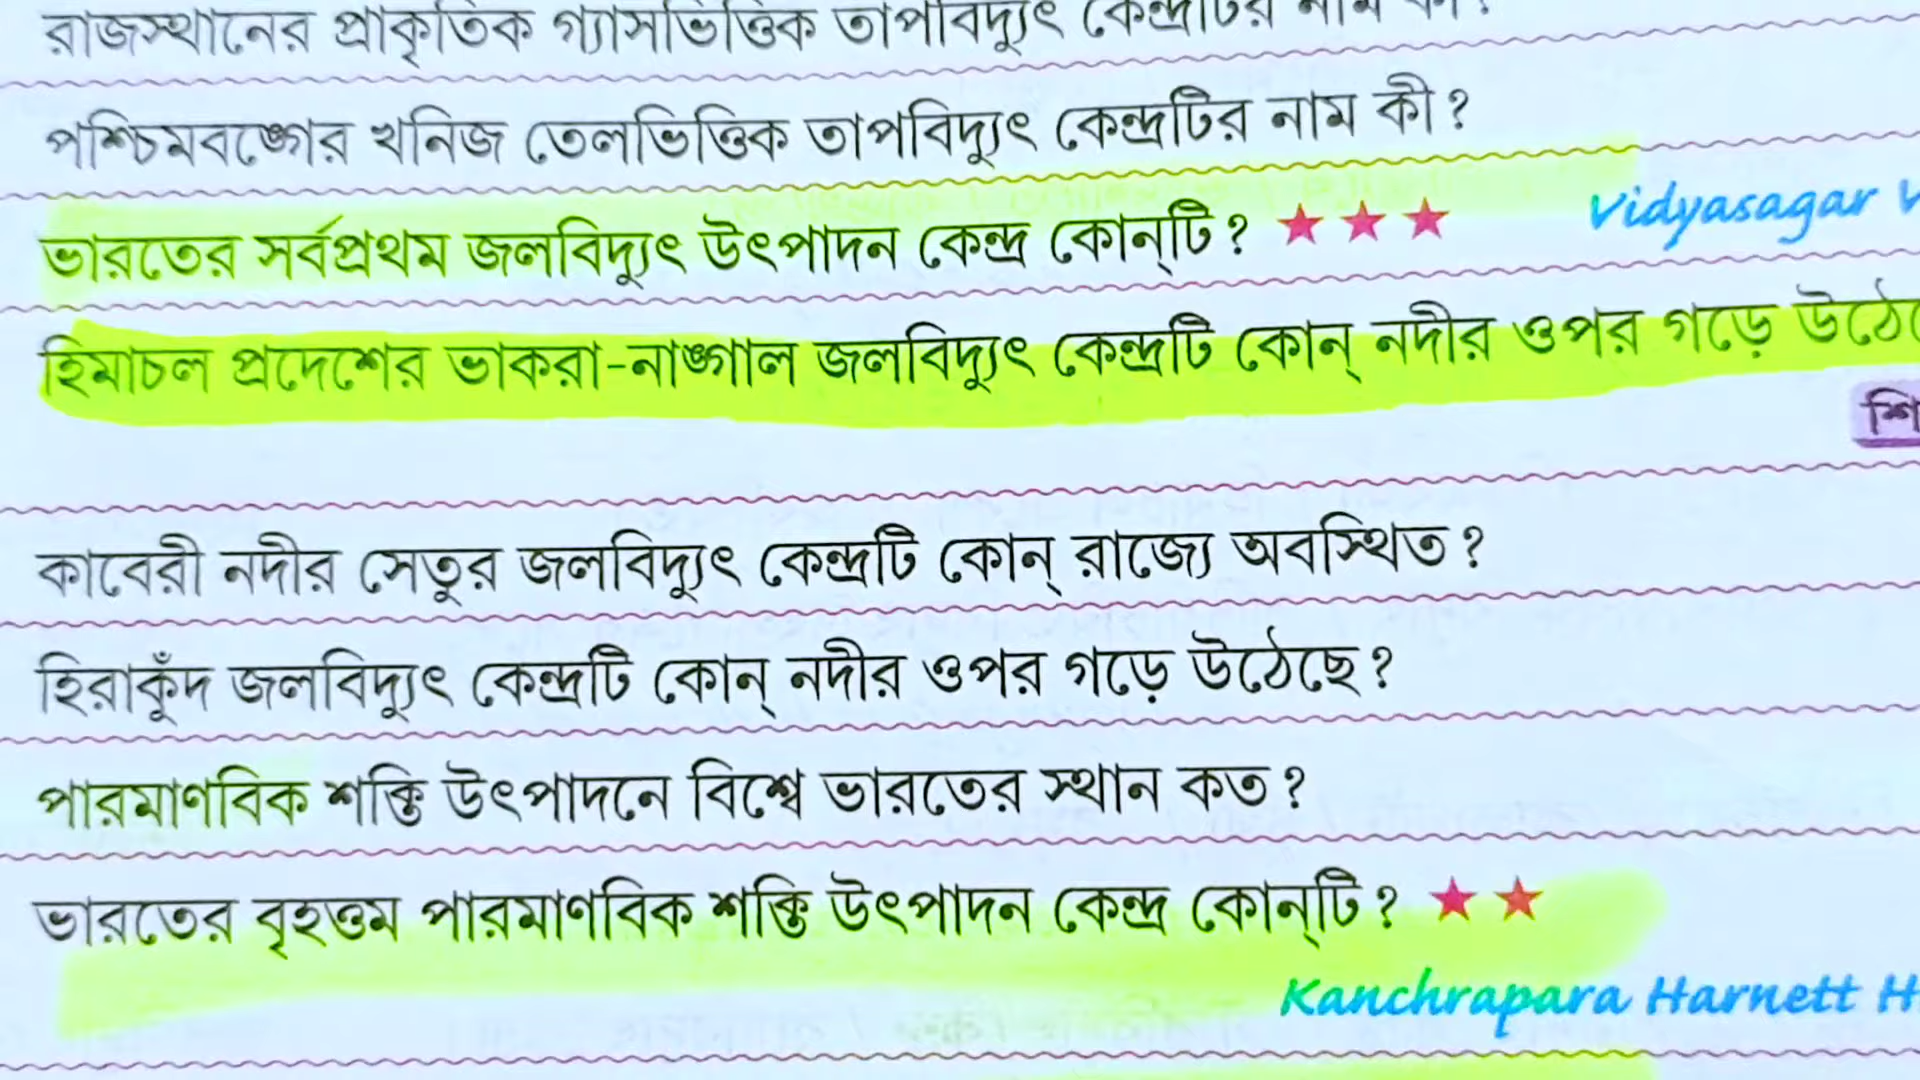 রাজস্থানের প্রাকৃতিক গ্যাসভিত্তিক তাপবিদ্যুৎ কেন্দ্রটির নাম কী?
পশ্চিমবঙ্গের খনিজ তেলভিত্তিক তাপবিদ্যুৎ কেন্দ্রটির নাম কী?
ভারতের সর্বপ্রথম জলবিদ্যুৎ উৎপাদন কেন্দ্র কোন্‌টি? ★ ★ ★ Vidyasagar
হিমাচল প্রদেশের ভাকরা-নাঙ্গাল জলবিদ্যুৎ কেন্দ্রটি কোন্ নদীর ওপর গড়ে উঠে
শি
কাবেরী নদীর সেতুর জলবিদ্যুৎ কেন্দ্রটি কোন্ রাজ্যে অবস্থিত?
হিরাকুঁদ জলবিদ্যুৎ কেন্দ্রটি কোন্ নদীর ওপর গড়ে উঠেছে?
পারমাণবিক শক্তি উৎপাদনে বিশ্বে ভারতের স্থান কত?
ভারতের বৃহত্তম পারমাণবিক শক্তি উৎপাদন কেন্দ্র কোন্‌টি? ★ ★
Kanchrapara Harnett H